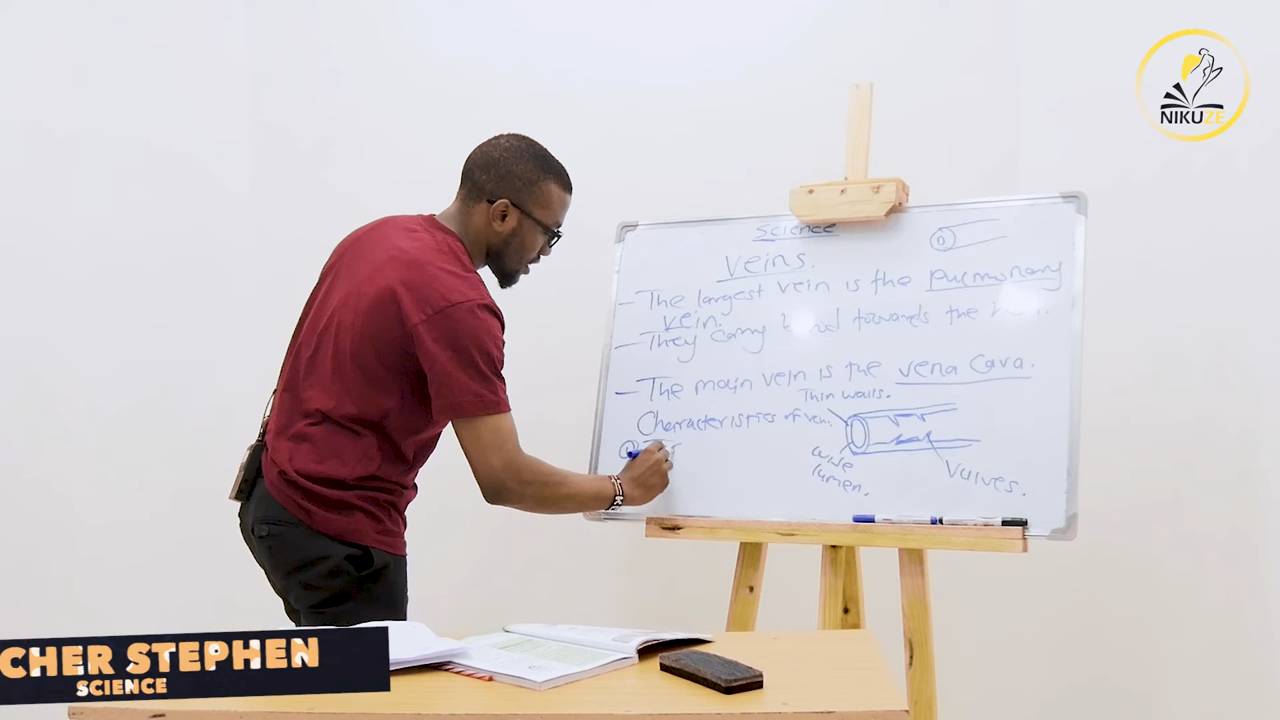 NIKUZE
Science
Veins.
- The largest vein is the pulmonary
vein.
- They carry towards the
- The main vein is the vena cava.
Thin walls.
Characteristics of vein.
wide
lumen.
Valves.
CHER STEPHEN
SCIENCE